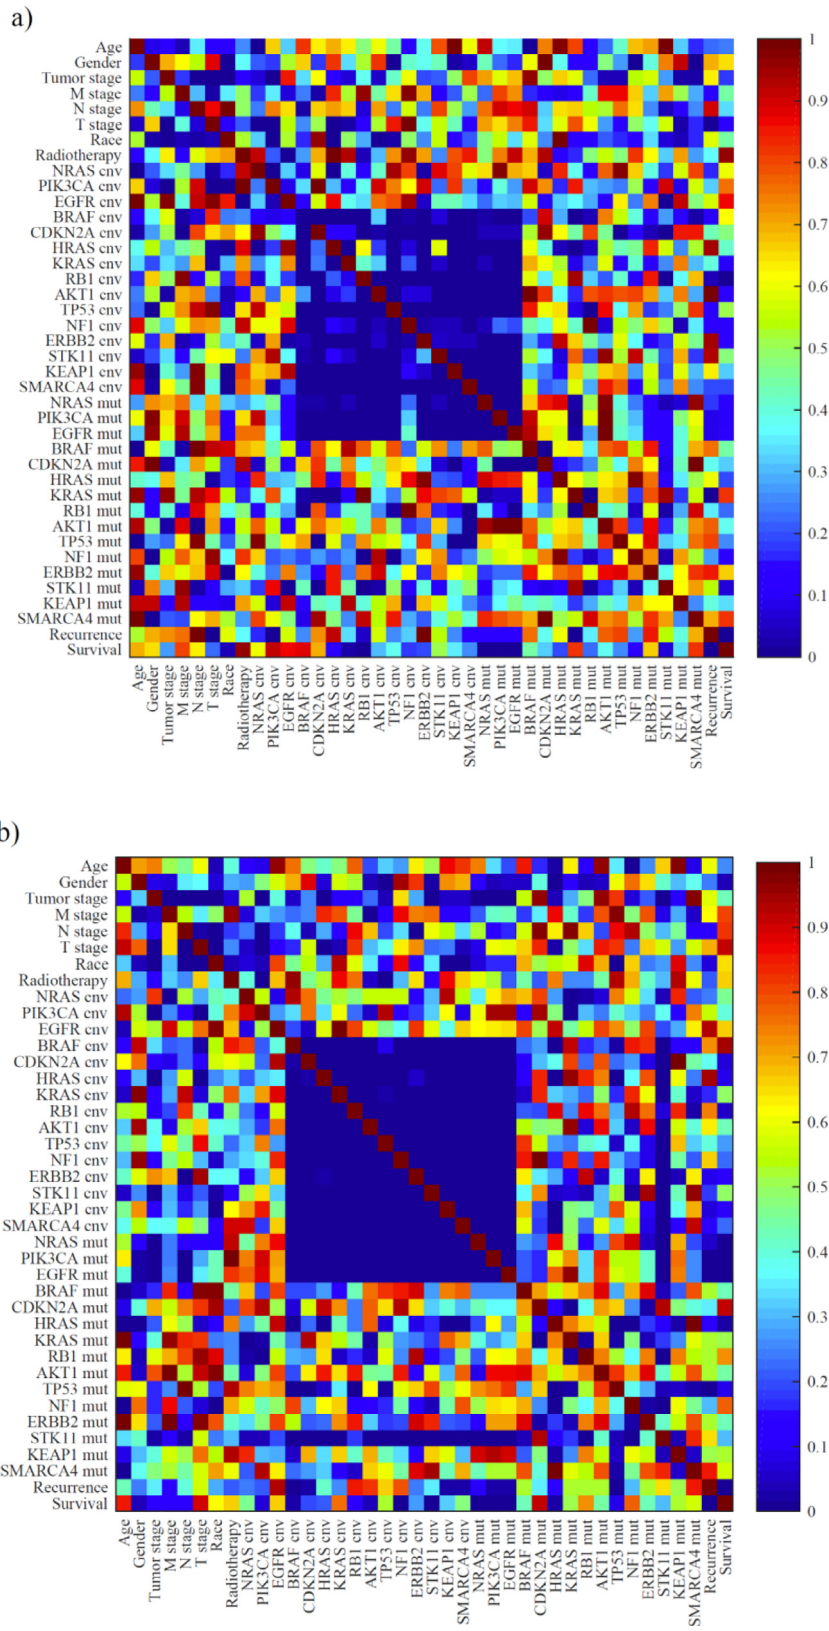 a)
Age
Gender
Tumor stage
M stage
N stage
T stage
Race
Radiotherapy
NRAS cnv
PIK3CA cnv
EGFR cnv
BRAF cnv
CDKN2A cnv
HRAS cnv
KRAS cnv
RB1 cnv
AKT1 cnv
TP53 cnv
NF1 cnv
ERBB2 cnv
STK11 cnv
KEAP1 cnv
SMARCA4 cnv
NRAS mut
PIK3CA mut
EGFR mut
BRAF mut
CDKN2A mut
HRAS mut
KRAS mut
RB1 mut
AKT1 mut
TP53 mut
NF1 mut
ERBB2 mut
STK11 mut
KEAP1 mut
SMARCA4 mut
Recurrence
Survival
Age
Gender
Tumor stage
M stage
N stage
T stage
Race
Radiotherapy
NRAS cnv
PIK3CA cnv
EGFR cnv
BRAF cnv
CDKN2A cnv
HRAS cnv
KRAS cnv
RB1 cnv
AKT1 cnv
TP53 cnv
NF1 cnv
ERBB2 cnv
STK11 cnv
KEAP1 cnv
SMARCA4 cnv
NRAS mut
PIK3CA mut
EGFR mut
BRAF mut
CDKN2A mut
HRAS mut
KRAS mut
RB1 mut
AKT1 mut
TP53 mut
NF1 mut
ERBB2 mut
STK11 mut
KEAP1 mut
SMARCA4 mut
Recurrence
Survival
1
0.9
0.8
0.7
0.6
0.5
0.4
0.3
0.2
0.1
0
b)
Age
Gender
Tumor stage
M stage
N stage
T stage
Race
Radiotherapy
NRAS cnv
PIK3CA cnv
EGFR cnv
BRAF cnv
CDKN2A cnv
HRAS cnv
KRAS cnv
RB1 cnv
AKT1 cnv
TP53 cnv
NF1 cnv
ERBB2 cnv
STK11 cnv
KEAP1 cnv
SMARCA4 cnv
NRAS mut
PIK3CA mut
EGFR mut
BRAF mut
CDKN2A mut
HRAS mut
KRAS mut
RB1 mut
AKT1 mut
TP53 mut
NF1 mut
ERBB2 mut
STK11 mut
KEAP1 mut
SMARCA4 mut
Recurrence
Survival
Age
Gender
Tumor stage
M stage
N stage
T stage
Race
Radiotherapy
NRAS cnv
PIK3CA cnv
EGFR cnv
BRAF cnv
CDKN2A cnv
HRAS cnv
KRAS cnv
RB1 cnv
AKT1 cnv
TP53 cnv
NF1 cnv
ERBB2 cnv
STK11 cnv
KEAP1 cnv
SMARCA4 cnv
NRAS mut
PIK3CA mut
EGFR mut
BRAF mut
CDKN2A mut
HRAS mut
KRAS mut
RB1 mut
AKT1 mut
TP53 mut
NF1 mut
ERBB2 mut
STK11 mut
KEAP1 mut
SMARCA4 mut
Recurrence
Survival
1
0.9
0.8
0.7
0.6
0.5
0.4
0.3
0.2
0.1
0